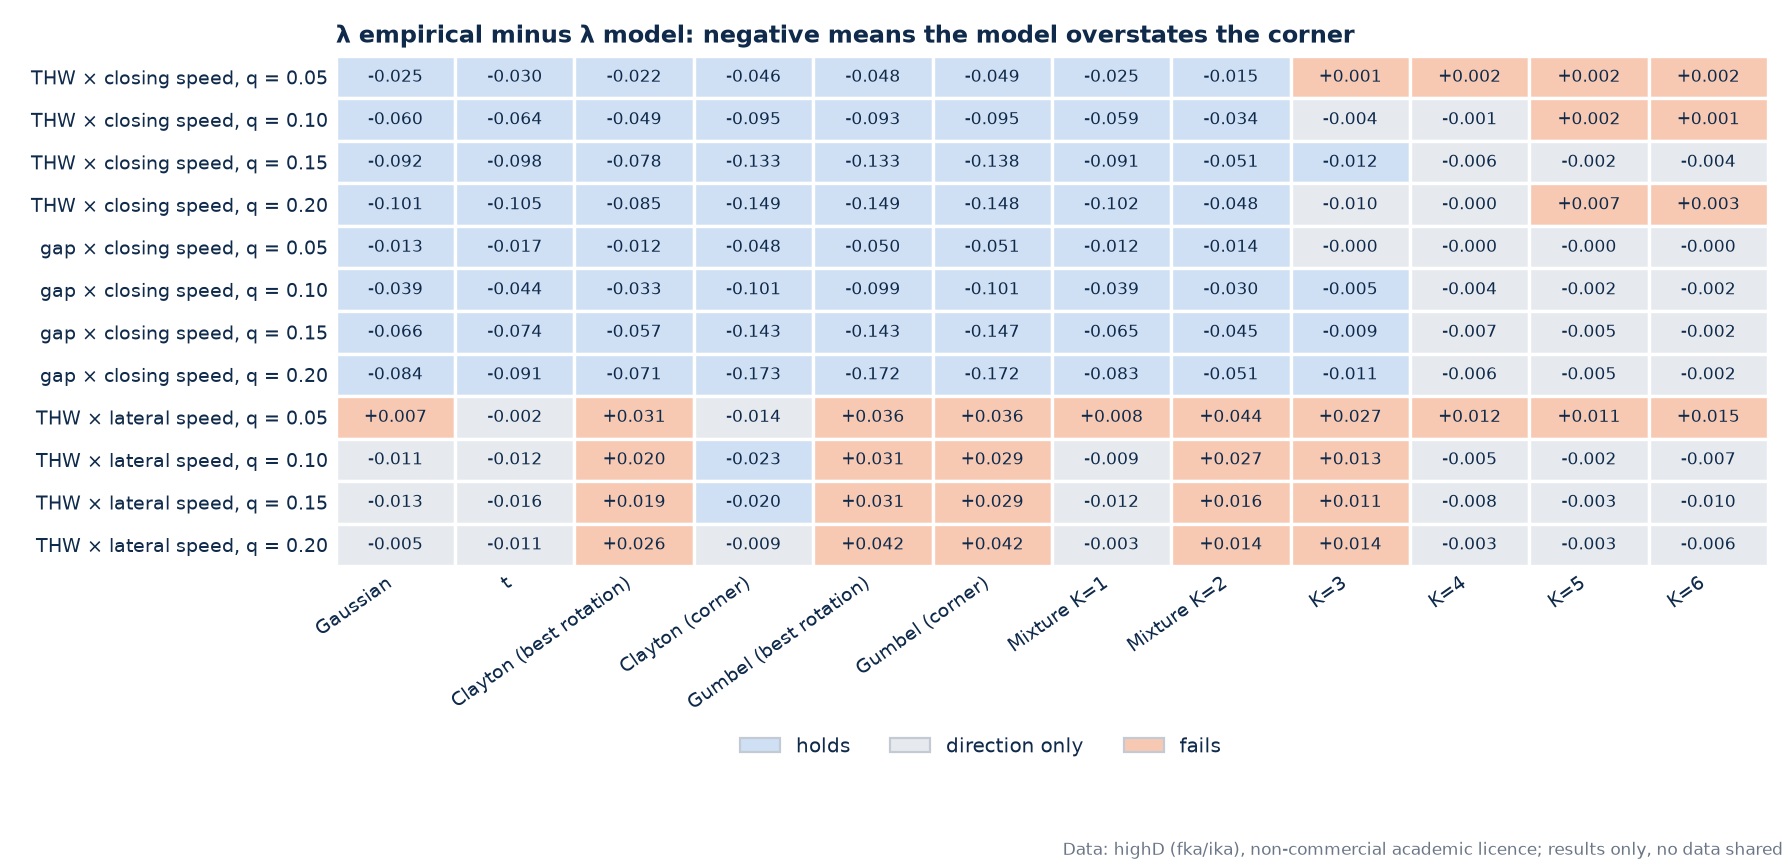 λ empirical minus λ model: negative means the model overstates the corner
THW × closing speed, q = 0.05 -0.025 -0.030 -0.022 -0.046 -0.048 -0.049 -0.025 -0.015 +0.001 +0.002 +0.002 +0.002
THW × closing speed, q = 0.10 -0.060 -0.064 -0.049 -0.095 -0.093 -0.095 -0.059 -0.034 -0.004 -0.001 +0.002 +0.001
THW × closing speed, q = 0.15 -0.092 -0.098 -0.078 -0.133 -0.133 -0.138 -0.091 -0.051 -0.012 -0.006 -0.002 -0.004
THW × closing speed, q = 0.20 -0.101 -0.105 -0.085 -0.149 -0.149 -0.148 -0.102 -0.048 -0.010 -0.000 +0.007 +0.003
gap × closing speed, q = 0.05 -0.013 -0.017 -0.012 -0.048 -0.050 -0.051 -0.012 -0.014 -0.000 -0.000 -0.000 -0.000
gap × closing speed, q = 0.10 -0.039 -0.044 -0.033 -0.101 -0.099 -0.101 -0.039 -0.030 -0.005 -0.004 -0.002 -0.002
gap × closing speed, q = 0.15 -0.066 -0.074 -0.057 -0.143 -0.143 -0.147 -0.065 -0.045 -0.009 -0.007 -0.005 -0.002
gap × closing speed, q = 0.20 -0.084 -0.091 -0.071 -0.173 -0.172 -0.172 -0.083 -0.051 -0.011 -0.006 -0.005 -0.002
THW × lateral speed, q = 0.05 +0.007 -0.002 +0.031 -0.014 +0.036 +0.036 +0.008 +0.044 +0.027 +0.012 +0.011 +0.015
THW × lateral speed, q = 0.10 -0.011 -0.012 +0.020 -0.023 +0.031 +0.029 -0.009 +0.027 +0.013 -0.005 -0.002 -0.007
THW × lateral speed, q = 0.15 -0.013 -0.016 +0.019 -0.020 +0.031 +0.029 -0.012 +0.016 +0.011 -0.008 -0.003 -0.010
THW × lateral speed, q = 0.20 -0.005 -0.011 +0.026 -0.009 +0.042 +0.042 -0.003 +0.014 +0.014 -0.003 -0.003 -0.006
Gaussian
t
Clayton (best rotation)
Clayton (corner)
Gumbel (best rotation)
Gumbel (corner)
Mixture K=1
Mixture K=2
K=3
K=4
K=5
K=6
holds direction only fails
Data: highD (fka/ika), non-commercial academic licence; results only, no data shared